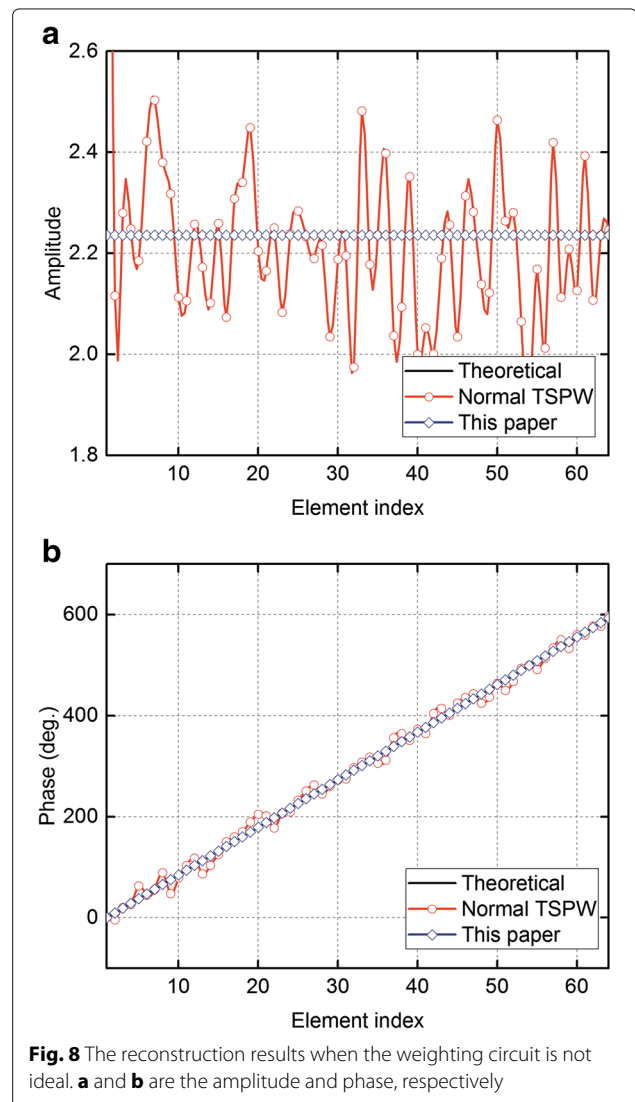 a
2.6
2.4
2.2
2.0
1.8
Amplitude
Theoretical
Normal TSPW
This paper
10 20 30 40 50 60
Element index
b
600
400
200
0
Phase (deg.)
Theoretical
Normal TSPW
This paper
10 20 30 40 50 60
Element index
Fig. 8 The reconstruction results when the weighting circuit is not
ideal. a and b are the amplitude and phase, respectively